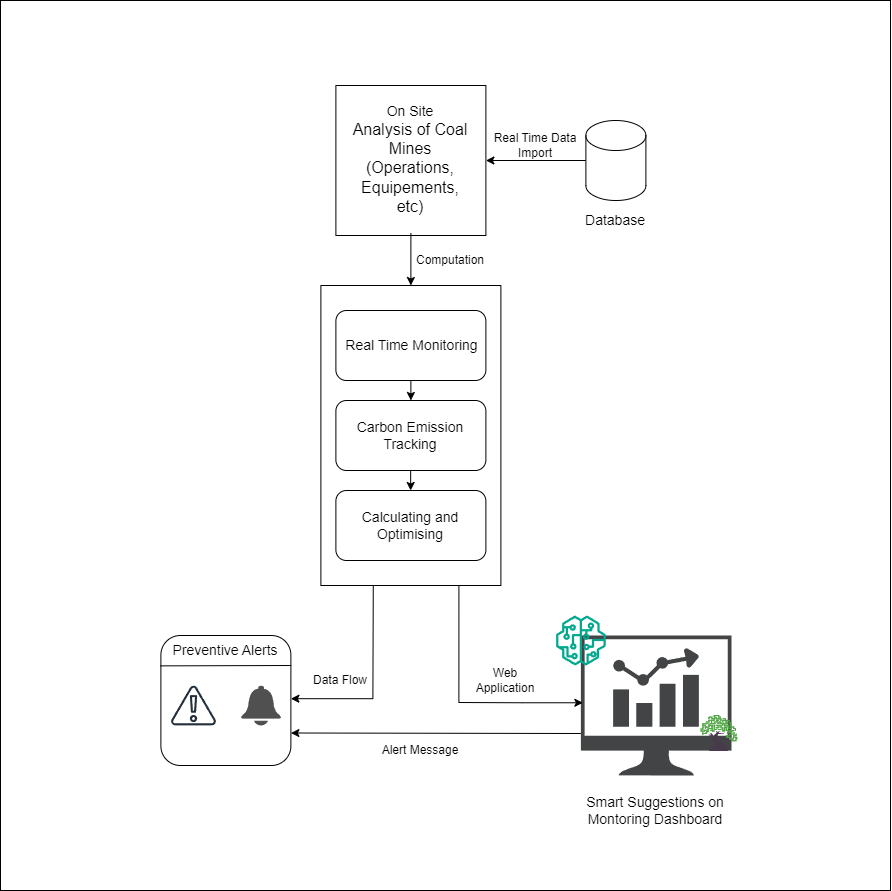 On Site
Analysis of Coal
Mines
(Operations,
Equipements,
etc)
Real Time Data
Import
Database
Computation
Real Time Monitoring
Carbon Emission
Tracking
Calculating and
Optimising
Preventive Alerts
Data Flow
Web
Application
Alert Message
Smart Suggestions on
Montoring Dashboard